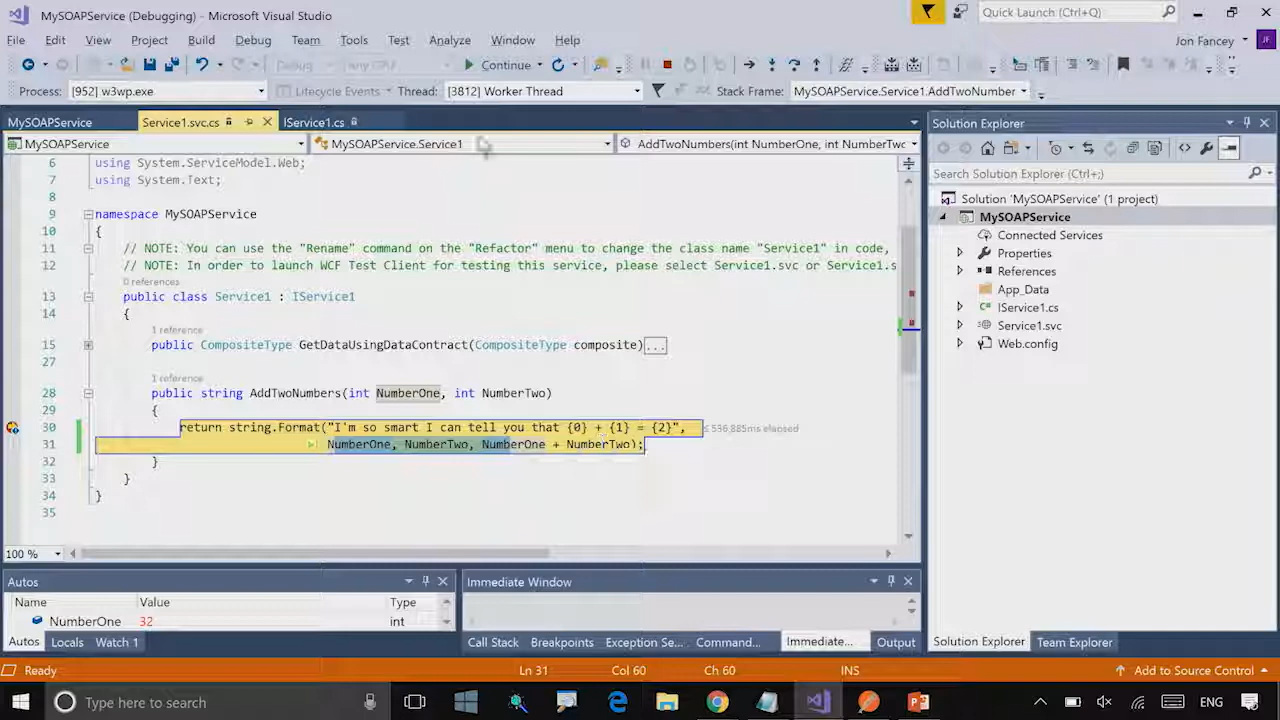 MySOAPService (Debugging) - Microsoft Visual Studio
Quick Launch (Ctrl+Q)
File Edit View Project Build Debug Team Tools Test Analyze Window Help
Jon Fancey JF
Debug Any CPU Continue
Process: [952] w3wp.exe Lifecycle Events Thread: [3812] Worker Thread Stack Frame: MySOAPService.Service1.AddTwoNumber
MySOAPService Service1.svc.cs IService1.cs
MySOAPService MySOAPService.Service1 AddTwoNumbers(int NumberOne, int NumberTwc
6 using System.ServiceModel.Web;
7 using System.Text;
8
9 namespace MySOAPService
10 {
11 // NOTE: You can use the "Rename" command on the "Refactor" menu to change the class name "Service1" in code,
12 // NOTE: In order to launch WCF Test Client for testing this service, please select Service1.svc or Service1.s
0 references
13 public class Service1 : IService1
14 {
1 reference
15 public CompositeType GetDataUsingDataContract(CompositeType composite)...
27
1 reference
28 public string AddTwoNumbers(int NumberOne, int NumberTwo)
29 {
30 return string.Format("I'm so smart I can tell you that {0} + {1} = {2}", ≤ 536,885ms elapsed
31 NumberOne, NumberTwo, NumberOne + NumberTwo);
32 }
33 }
34 }
35
100 %
Solution Explorer
Search Solution Explorer (Ctrl+;)
Solution 'MySOAPService' (1 project)
MySOAPService
Connected Services
Properties
References
App_Data
IService1.cs
Service1.svc
Web.config
Solution Explorer Team Explorer
Autos
Name Value Type
NumberOne 32 int
Autos Locals Watch 1
Immediate Window
Call Stack Breakpoints Exception Se... Command... Immediate... Output
Ready Ln 31 Col 60 Ch 60 INS Add to Source Control
Type here to search
ENG